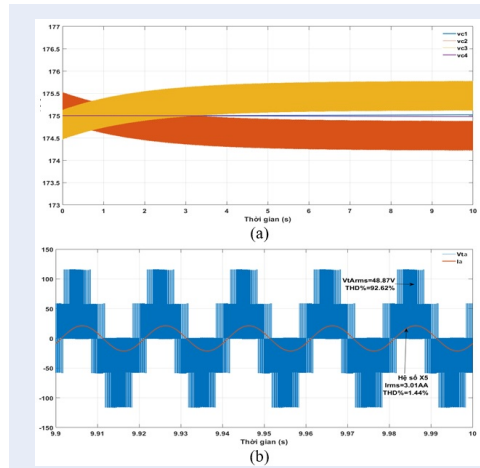 177
176.5
176
175.5
175
174.5
174
173.5
173
vc1
vc2
vc3
vc4
0 1 2 3 4 5 6 7 8 9 10
Thời gian (s)
(a)
150
100
50
0
-50
-100
-150
Vta
Ia
VtArms=48.87V
THD%=92.62%
Hệ số X5
Irms=3.01AA
THD%=1.44%
9.9 9.91 9.92 9.93 9.94 9.95 9.96 9.97 9.98 9.99 10
Thời gian (s)
(b)